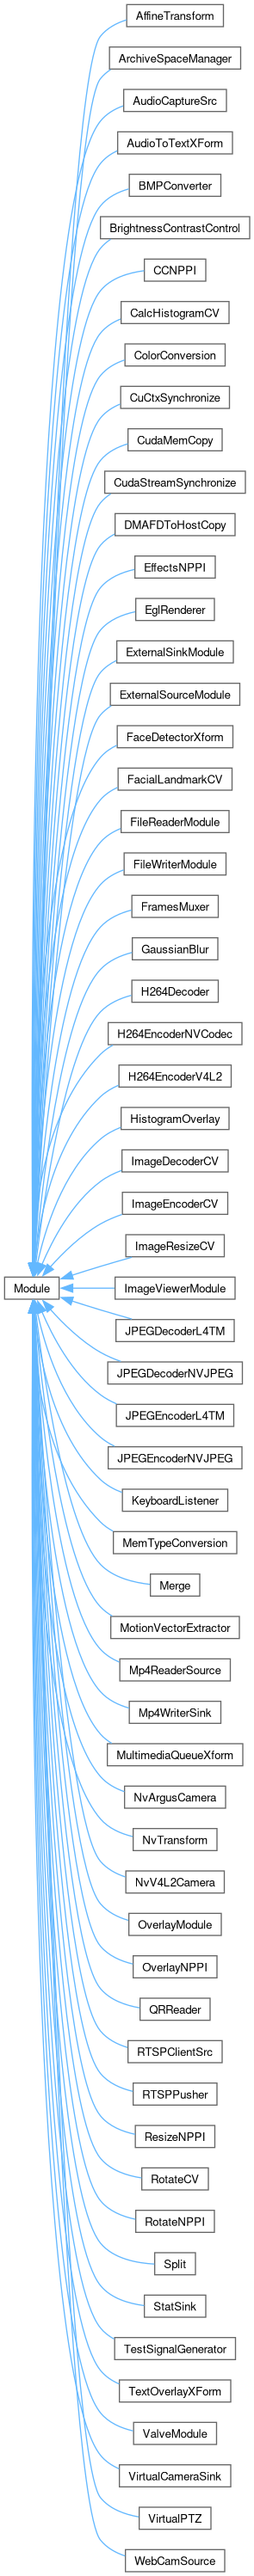 AffineTransform
ArchiveSpaceManager
AudioCaptureSrc
AudioToTextXForm
BMPConverter
BrightnessContrastControl
CCNPPI
CalcHistogramCV
ColorConversion
CuCtxSynchronize
CudaMemCopy
CudaStreamSynchronize
DMAFDToHostCopy
EffectsNPPI
EglRenderer
ExternalSinkModule
ExternalSourceModule
FaceDetectorXform
FacialLandmarkCV
FileReaderModule
FileWriterModule
FramesMuxer
GaussianBlur
H264Decoder
H264EncoderNVCodec
H264EncoderV4L2
HistogramOverlay
ImageDecoderCV
ImageEncoderCV
ImageResizeCV
Module
ImageViewerModule
JPEGDecoderL4TM
JPEGDecoderNVJPEG
JPEGEncoderL4TM
JPEGEncoderNVJPEG
KeyboardListener
MemTypeConversion
Merge
MotionVectorExtractor
Mp4ReaderSource
Mp4WriterSink
MultimediaQueueXform
NvArgusCamera
NvTransform
NvV4L2Camera
OverlayModule
OverlayNPPI
QRReader
RTSPClientSrc
RTSPPusher
ResizeNPPI
RotateCV
RotateNPPI
Split
StatSink
TestSignalGenerator
TextOverlayXForm
ValveModule
VirtualCameraSink
VirtualPTZ
WebCamSource